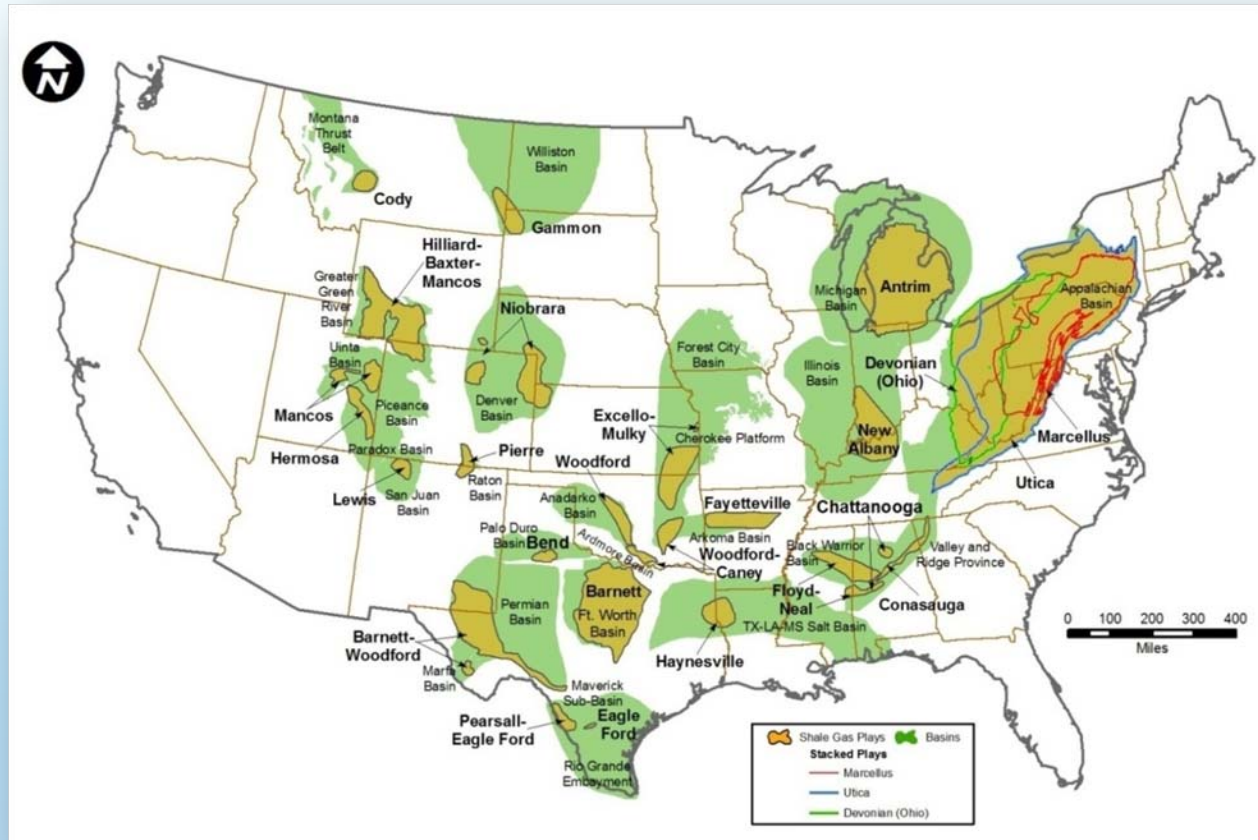 N
Montana
Thrust
Belt
Cody
Williston
Basin
Gammon
Hilliard-
Baxter-
Mancos
Greater
Green
River
Basin
Niobrara
Uinta
Basin
Mancos
Piceance
Basin
Denver
Basin
Hermosa
Paradox Basin
Lewis
San Juan
Basin
Pierre
Raton
Basin
Forest City
Basin
Excello-
Mulky
Cherokee Platform
Woodford
Anadarko
Basin
Palo Duro
Basin
Bend
Ardmore Basin
Fayetteville
Arkoma Basin
Woodford-
Caney
Michigan
Basin
Antrim
Illinois
Basin
New
Albany
Devonian
(Ohio)
Appalachian
Basin
Marcellus
Utica
Chattanooga
Black Warrior
Basin
Valley and
Ridge Province
Floyd-
Neal
Conasauga
TX-LA-MS Salt Basin
Haynesville
Barnett
Ft. Worth
Basin
Permian
Basin
Barnett-
Woodford
Marfa
Basin
Maverick
Sub-Basin
Pearsall-
Eagle Ford
Eagle
Ford
Rio Grande
Embayment
0 100 200 300 400
Miles
Shale Gas Plays Basins
Stacked Plays
Marcellus
Utica
Devonian (Ohio)